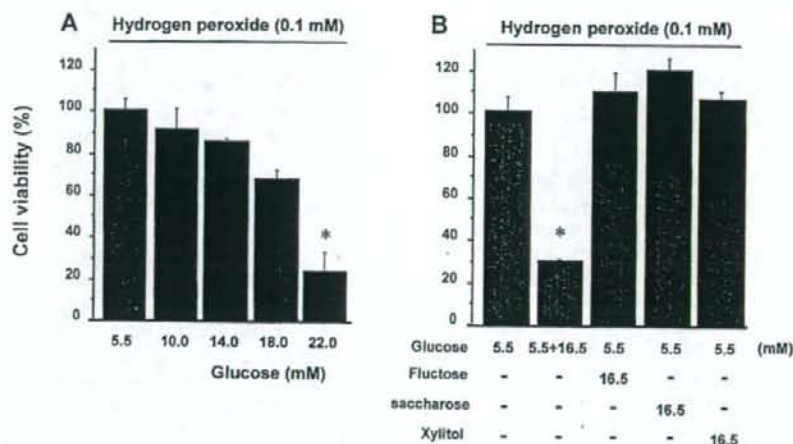 A
Hydrogen peroxide (0.1 mM)
Cell viability (%)
120
100
80
60
40
20
0
5.5 10.0 14.0 18.0 22.0
Glucose (mM)
*
B
Hydrogen peroxide (0.1 mM)
120
100
80
60
40
20
0
*
Glucose 5.5 5.5+16.5 5.5 5.5 5.5 (mM)
Fluctose - - 16.5 - -
saccharose - - - 16.5 -
Xylitol - - - - 16.5